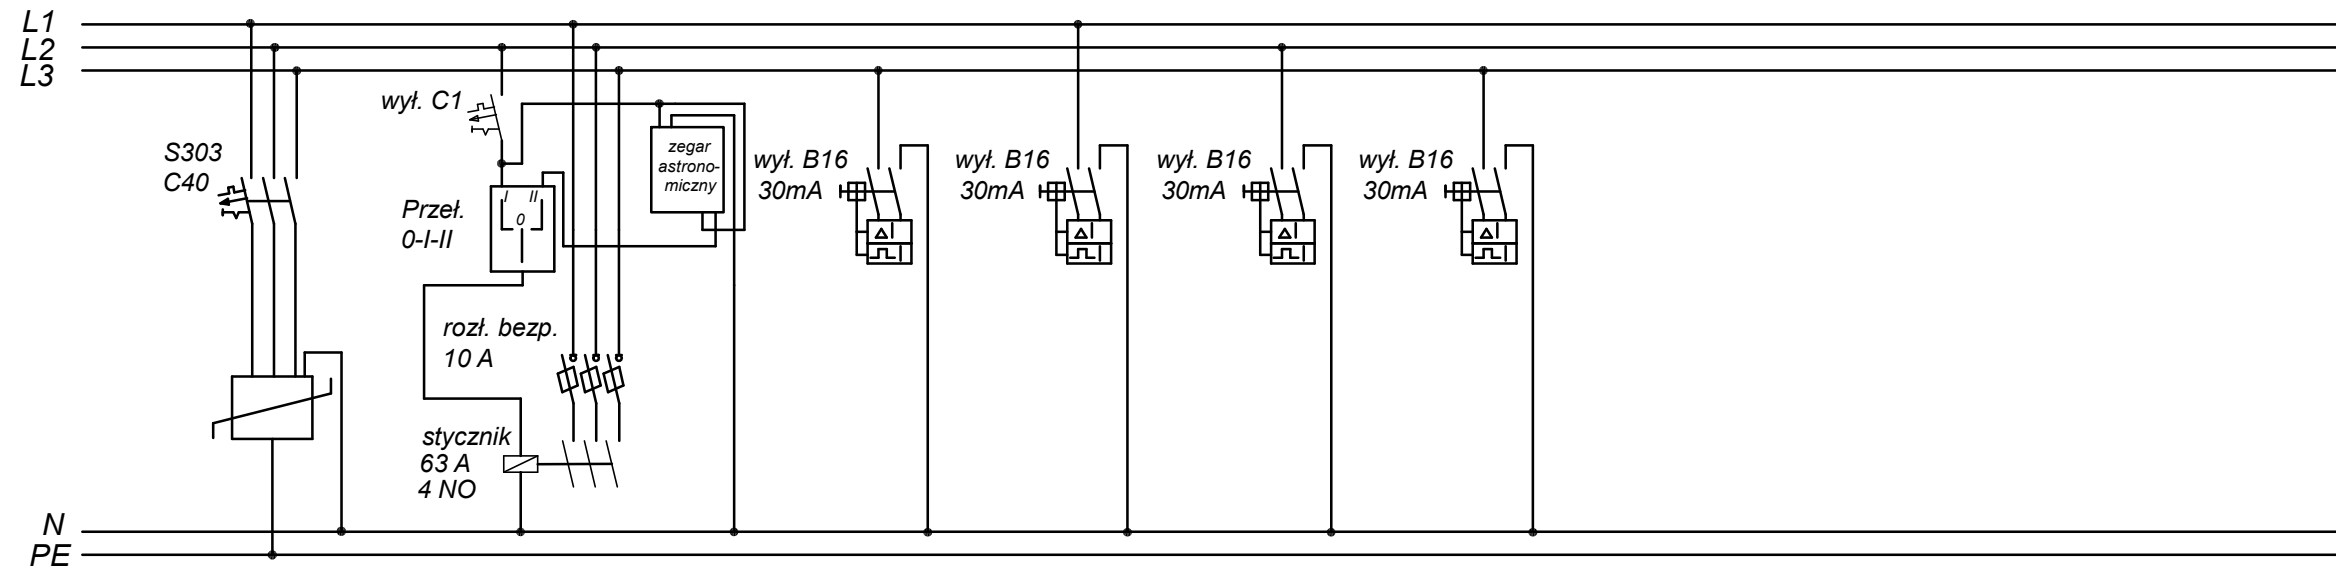 L1
L2
L3
wył. C1
S303
C40
Przeł.
0-I-II
I II
0
zegar
astrono-
miczny
rozł. bezp.
10 A
stycznik
63 A
4 NO
wył. B16
30mA
wył. B16
30mA
wył. B16
30mA
wył. B16
30mA
N
PE